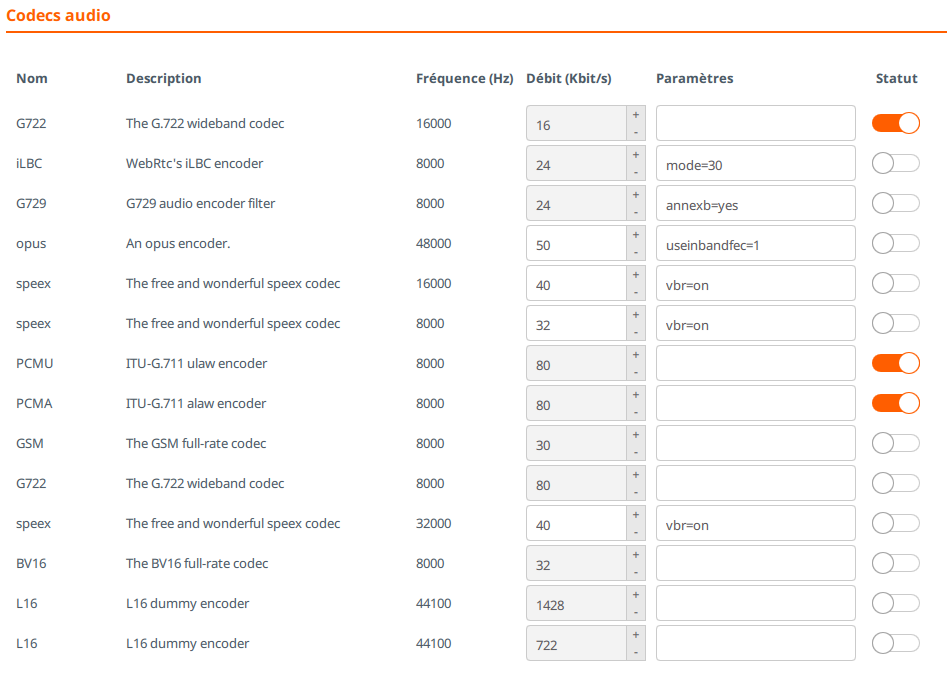 Codecs audio
Nom Description Fréquence (Hz) Débit (Kbit/s) Paramètres Statut
G722 The G.722 wideband codec 16000 16 + -
iLBC WebRtc's iLBC encoder 8000 24 + - mode=30
G729 G729 audio encoder filter 8000 24 + - annexb=yes
opus An opus encoder. 48000 50 + - useinbandfec=1
speex The free and wonderful speex codec 16000 40 + - vbr=on
speex The free and wonderful speex codec 8000 32 + - vbr=on
PCMU ITU-G.711 ulaw encoder 8000 80 + -
PCMA ITU-G.711 alaw encoder 8000 80 + -
GSM The GSM full-rate codec 8000 30 + -
G722 The G.722 wideband codec 8000 80 + -
speex The free and wonderful speex codec 32000 40 + - vbr=on
BV16 The BV16 full-rate codec 8000 32 + -
L16 L16 dummy encoder 44100 1428 + -
L16 L16 dummy encoder 44100 722 + -